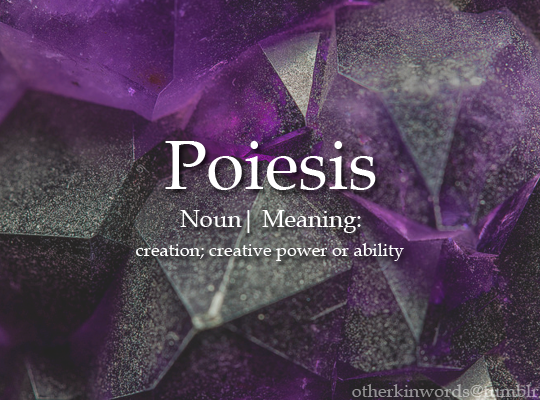 Poiesis
Noun| Meaning:
creation; creative power or ability
otherkinwords@tumblr